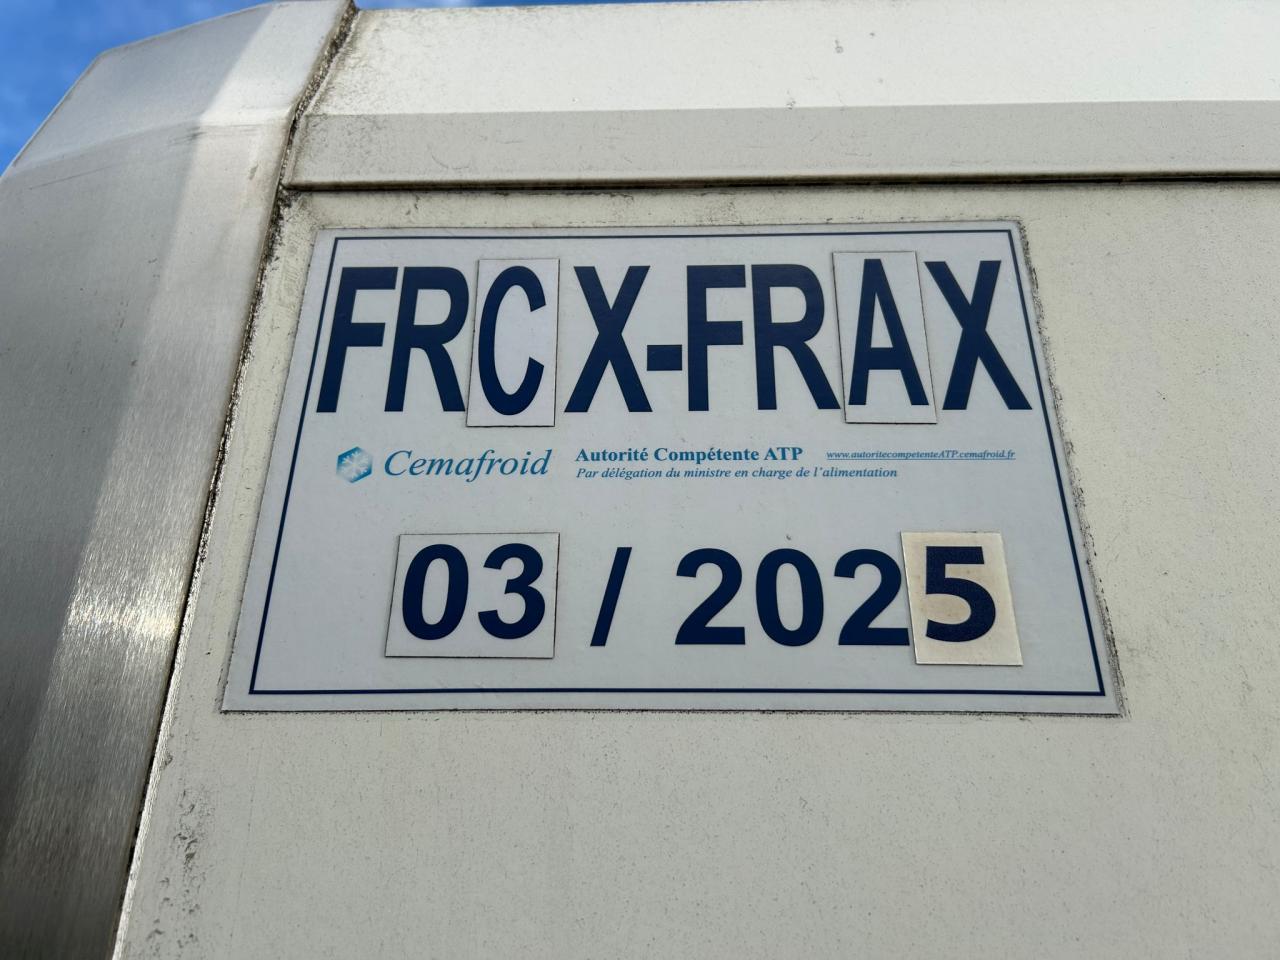 FRCX-FRAX
Cemafroid Autorité Compétente ATP www.autoritecompetenteATP.cemafroid.fr
Par délégation du ministre en charge de l'alimentation
03 / 2025